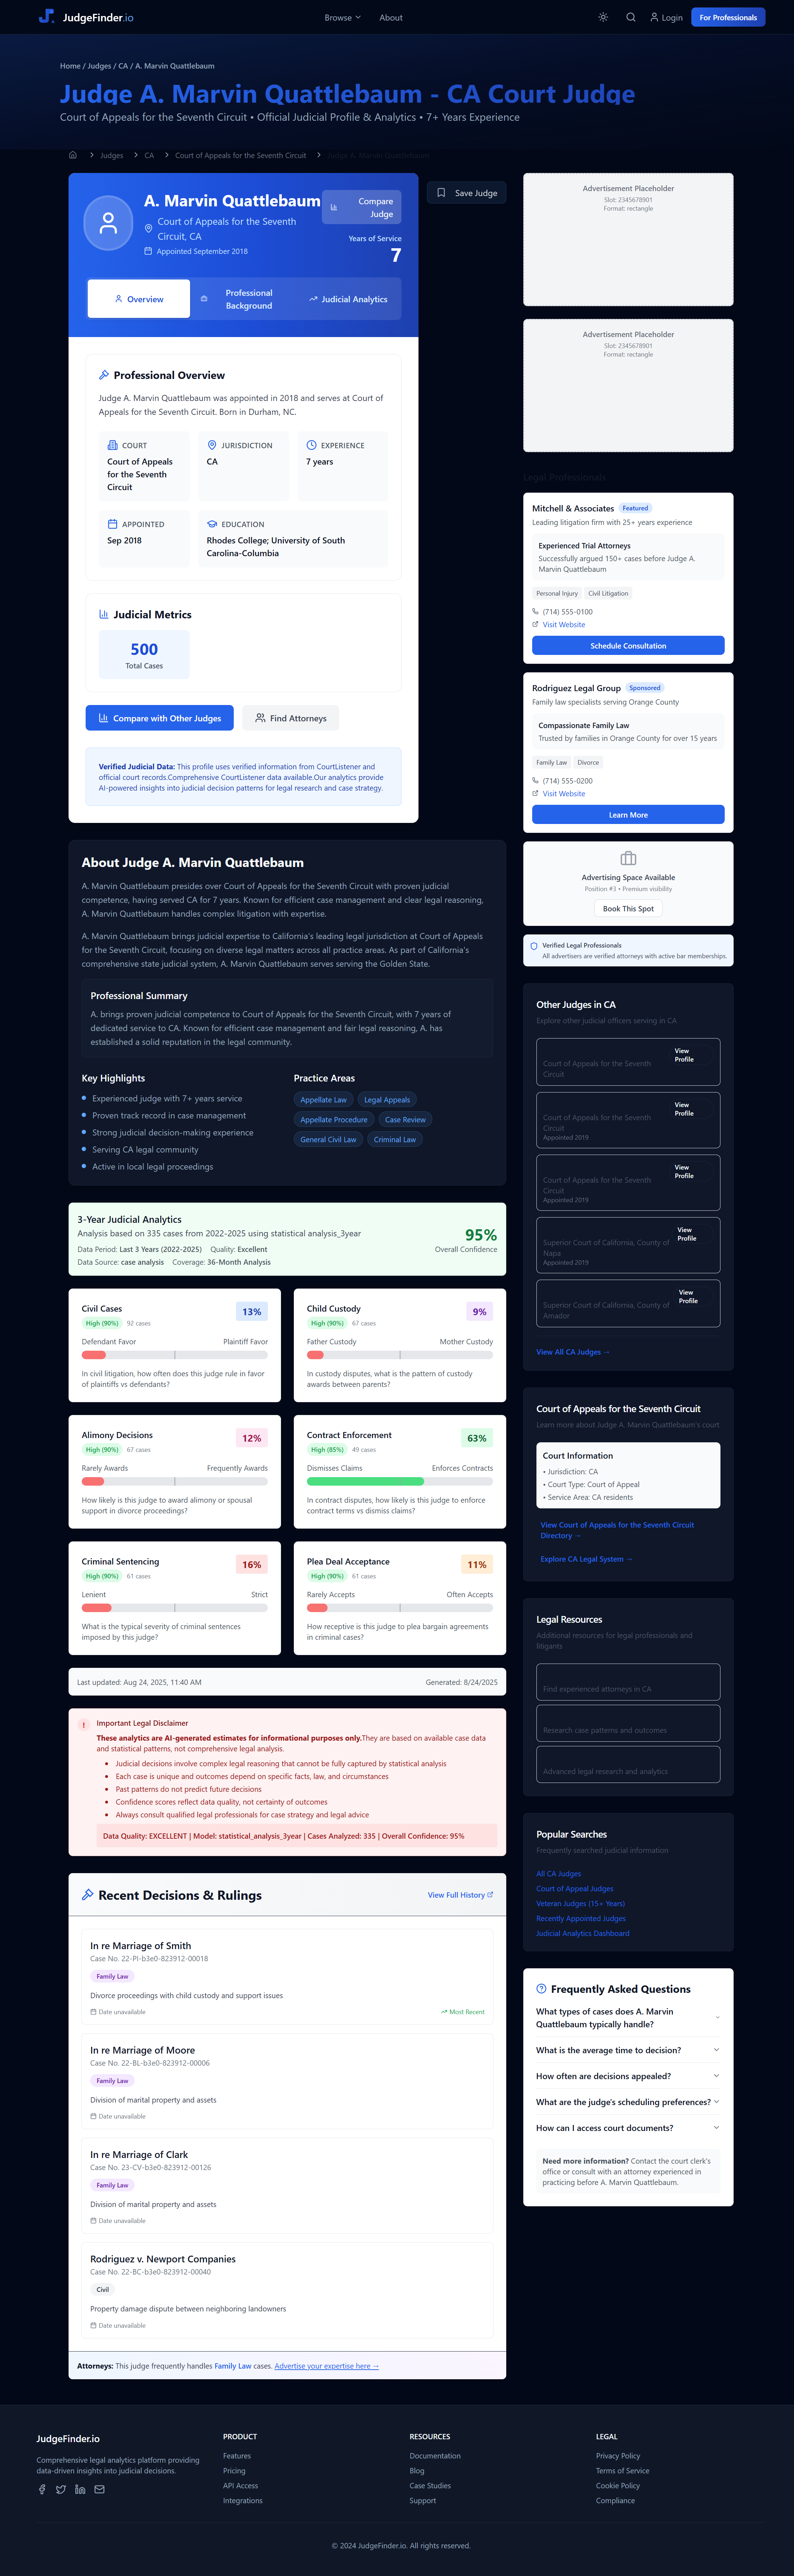 JudgeFinder.io
Browse
About
Login
For Professionals
Home / Judges / CA / A. Marvin Quattlebaum
Judge A. Marvin Quattlebaum - CA Court Judge
Court of Appeals for the Seventh Circuit • Official Judicial Profile & Analytics • 7+ Years Experience
Judges
CA
Court of Appeals for the Seventh Circuit
Judge A. Marvin Quattlebaum
A. Marvin Quattlebaum
Court of Appeals for the Seventh
Circuit, CA
Appointed September 2018
Compare
Judge
Years of Service
7
Overview
Professional
Background
Judicial Analytics
Save Judge
Professional Overview
Judge A. Marvin Quattlebaum was appointed in 2018 and serves at Court of
Appeals for the Seventh Circuit. Born in Durham, NC.
COURT
Court of Appeals
for the Seventh
Circuit
JURISDICTION
CA
EXPERIENCE
7 years
APPOINTED
Sep 2018
EDUCATION
Rhodes College; University of South
Carolina-Columbia
Judicial Metrics
500
Total Cases
Compare with Other Judges
Find Attorneys
Verified Judicial Data: This profile uses verified information from CourtListener and
official court records.Comprehensive CourtListener data available.Our analytics provide
AI-powered insights into judicial decision patterns for legal research and case strategy.
About Judge A. Marvin Quattlebaum
A. Marvin Quattlebaum presides over Court of Appeals for the Seventh Circuit with proven judicial
competence, having served CA for 7 years. Known for efficient case management and clear legal reasoning,
A. Marvin Quattlebaum handles complex litigation with expertise.
A. Marvin Quattlebaum brings judicial expertise to California's leading legal jurisdiction at Court of Appeals
for the Seventh Circuit, focusing on diverse legal matters across all practice areas. As part of California's
comprehensive state judicial system, A. Marvin Quattlebaum serves serving the Golden State.
Professional Summary
A. brings proven judicial competence to Court of Appeals for the Seventh Circuit, with 7 years of
dedicated service to CA. Known for efficient case management and fair legal reasoning, A. has
established a solid reputation in the legal community.
Key Highlights
Experienced judge with 7+ years service
Proven track record in case management
Strong judicial decision-making experience
Serving CA legal community
Active in local legal proceedings
Practice Areas
Appellate Law
Legal Appeals
Appellate Procedure
Case Review
General Civil Law
Criminal Law
3-Year Judicial Analytics
Analysis based on 335 cases from 2022-2025 using statistical analysis_3year
Data Period: Last 3 Years (2022-2025) Quality: Excellent
Data Source: case analysis Coverage: 36-Month Analysis
95%
Overall Confidence
Civil Cases
13%
High (90%) 92 cases
Defendant Favor
Plaintiff Favor
In civil litigation, how often does this judge rule in favor
of plaintiffs vs defendants?
Child Custody
9%
High (90%) 67 cases
Father Custody
Mother Custody
In custody disputes, what is the pattern of custody
awards between parents?
Alimony Decisions
12%
High (90%) 67 cases
Rarely Awards
Frequently Awards
How likely is this judge to award alimony or spousal
support in divorce proceedings?
Contract Enforcement
63%
High (85%) 49 cases
Dismisses Claims
Enforces Contracts
In contract disputes, how likely is this judge to enforce
contract terms vs dismiss claims?
Criminal Sentencing
16%
High (90%) 61 cases
Lenient
Strict
What is the typical severity of criminal sentences
imposed by this judge?
Plea Deal Acceptance
11%
High (90%) 61 cases
Rarely Accepts
Often Accepts
How receptive is this judge to plea bargain agreements
in criminal cases?
Last updated: Aug 24, 2025, 11:40 AM
Generated: 8/24/2025
Important Legal Disclaimer
These analytics are AI-generated estimates for informational purposes only.They are based on available case data
and statistical patterns, not comprehensive legal analysis.
• Judicial decisions involve complex legal reasoning that cannot be fully captured by statistical analysis
• Each case is unique and outcomes depend on specific facts, law, and circumstances
• Past patterns do not predict future decisions
• Confidence scores reflect data quality, not certainty of outcomes
• Always consult qualified legal professionals for case strategy and legal advice
Data Quality: EXCELLENT | Model: statistical_analysis_3year | Cases Analyzed: 335 | Overall Confidence: 95%
Recent Decisions & Rulings
View Full History
In re Marriage of Smith
Case No. 22-PI-b3e0-823912-00018
Family Law
Divorce proceedings with child custody and support issues
Date unavailable
Most Recent
In re Marriage of Moore
Case No. 22-BL-b3e0-823912-00006
Family Law
Division of marital property and assets
Date unavailable
In re Marriage of Clark
Case No. 23-CV-b3e0-823912-00126
Family Law
Division of marital property and assets
Date unavailable
Rodriguez v. Newport Companies
Case No. 22-BC-b3e0-823912-00040
Civil
Property damage dispute between neighboring landowners
Date unavailable
Attorneys: This judge frequently handles Family Law cases. Advertise your expertise here →
Advertisement Placeholder
Slot: 2345678901
Format: rectangle
Advertisement Placeholder
Slot: 2345678901
Format: rectangle
Legal Professionals
Mitchell & Associates Featured
Leading litigation firm with 25+ years experience
Experienced Trial Attorneys
Successfully argued 150+ cases before Judge A.
Marvin Quattlebaum
Personal Injury
Civil Litigation
(714) 555-0100
Visit Website
Schedule Consultation
Rodriguez Legal Group Sponsored
Family law specialists serving Orange County
Compassionate Family Law
Trusted by families in Orange County for over 15 years
Family Law
Divorce
(714) 555-0200
Visit Website
Learn More
Advertising Space Available
Position #3 • Premium visibility
Book This Spot
Verified Legal Professionals
All advertisers are verified attorneys with active bar memberships.
Other Judges in CA
Explore other judicial officers serving in CA
Court of Appeals for the Seventh
Circuit
View
Profile
Court of Appeals for the Seventh
Circuit
Appointed 2019
View
Profile
Court of Appeals for the Seventh
Circuit
Appointed 2019
View
Profile
Superior Court of California, County of
Napa
Appointed 2019
View
Profile
Superior Court of California, County of
Amador
View
Profile
View All CA Judges →
Court of Appeals for the Seventh Circuit
Learn more about Judge A. Marvin Quattlebaum's court
Court Information
• Jurisdiction: CA
• Court Type: Court of Appeal
• Service Area: CA residents
View Court of Appeals for the Seventh Circuit
Directory →
Explore CA Legal System →
Legal Resources
Additional resources for legal professionals and
litigants
Find experienced attorneys in CA
Research case patterns and outcomes
Advanced legal research and analytics
Popular Searches
Frequently searched judicial information
All CA Judges
Court of Appeal Judges
Veteran Judges (15+ Years)
Recently Appointed Judges
Judicial Analytics Dashboard
Frequently Asked Questions
What types of cases does A. Marvin
Quattlebaum typically handle?
What is the average time to decision?
How often are decisions appealed?
What are the judge's scheduling preferences?
How can I access court documents?
Need more information? Contact the court clerk's
office or consult with an attorney experienced in
practicing before A. Marvin Quattlebaum.
JudgeFinder.io
Comprehensive legal analytics platform providing
data-driven insights into judicial decisions.
PRODUCT
Features
Pricing
API Access
Integrations
RESOURCES
Documentation
Blog
Case Studies
Support
LEGAL
Privacy Policy
Terms of Service
Cookie Policy
Compliance
© 2024 JudgeFinder.io. All rights reserved.